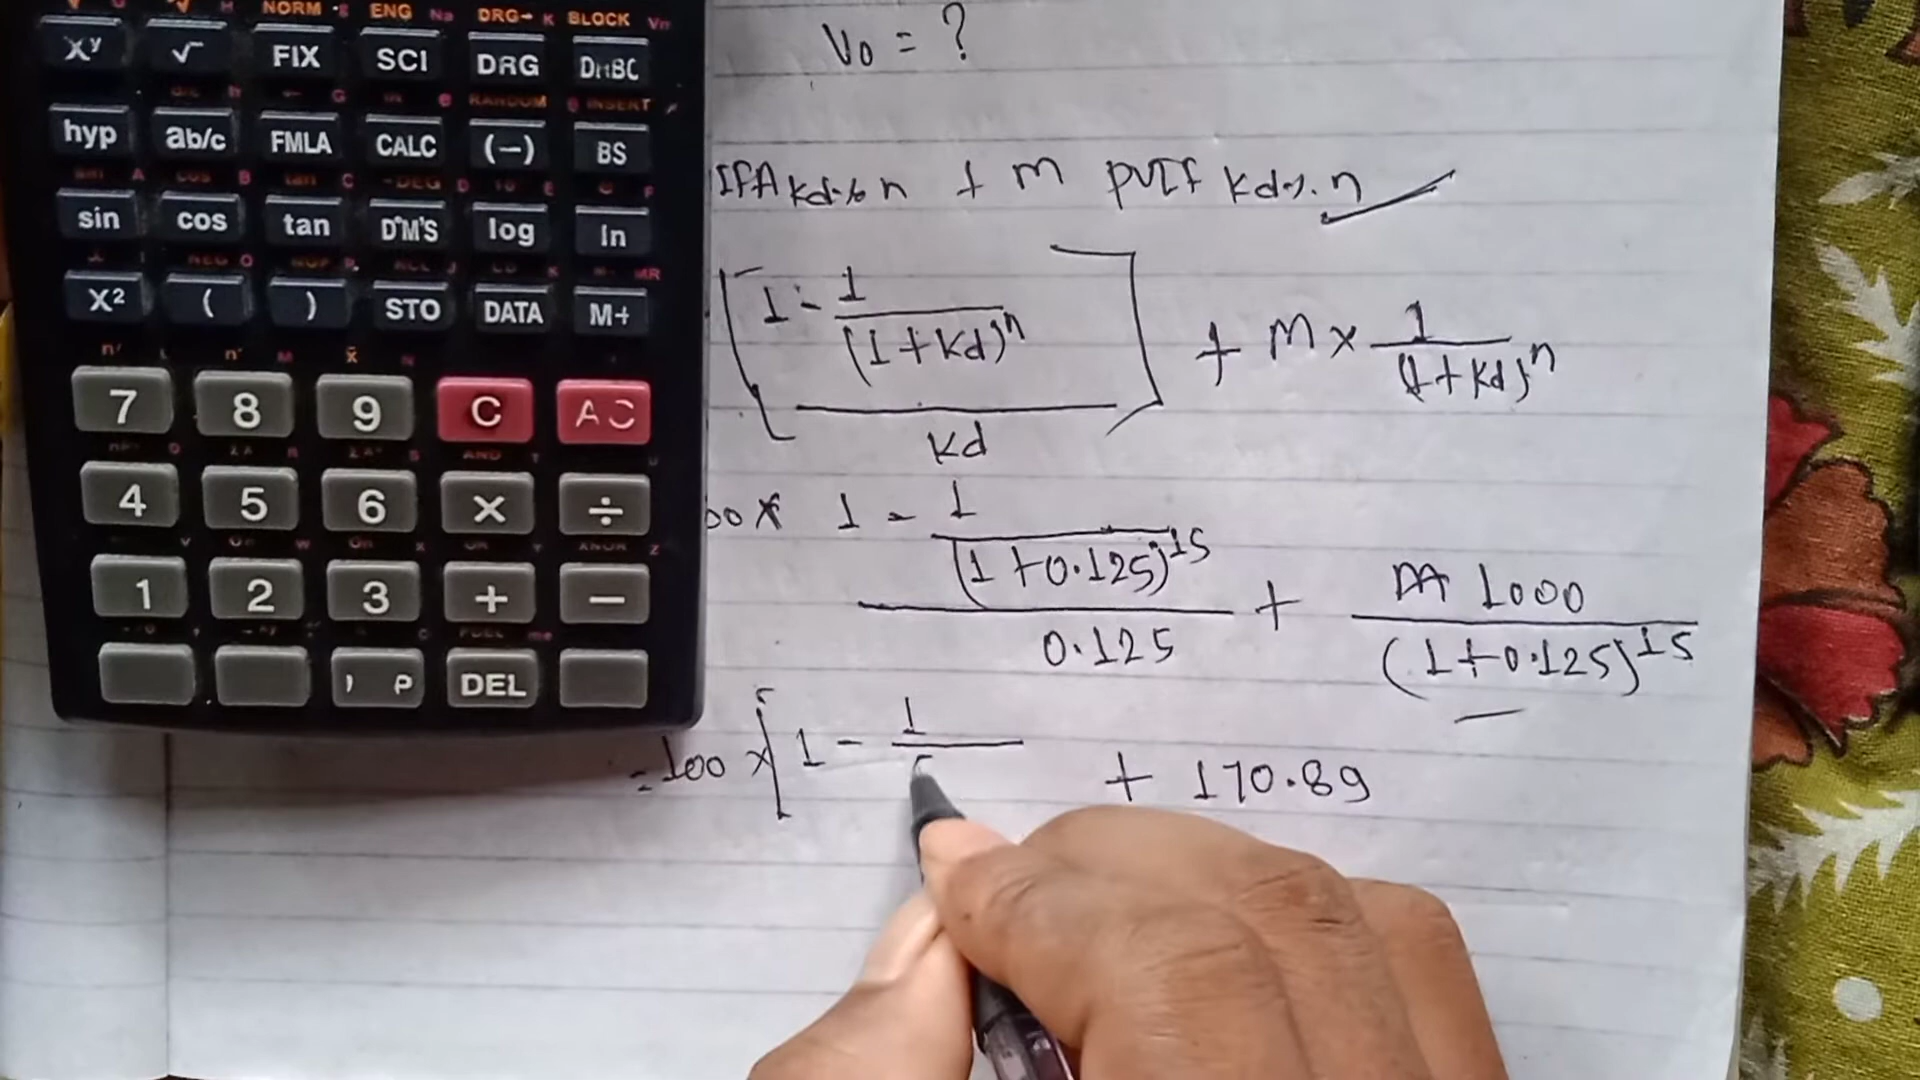 NORM ENG DRG→ K BLOCK
V0 = ?
Xʸ √ FIX SCI DRG
RANDOM INSERT
hyp ab/c FMLA CALC (−) BS
IFA kd% n + m PVIF kd%. n
sin cos tan D°M'S log ln
X² ( ) STO DATA M+
[1 - 1/(1+kd)ⁿ / kd] + m × 1/(1+kd)ⁿ
7 8 9 C
4 5 6 × ÷
00 × 1 - 1/(1+0.125)¹⁵ / 0.125 + 1000/(1+0.125)¹⁵
1 2 3 + −
DEL
= 100 × [1 - 1/ + 170.89